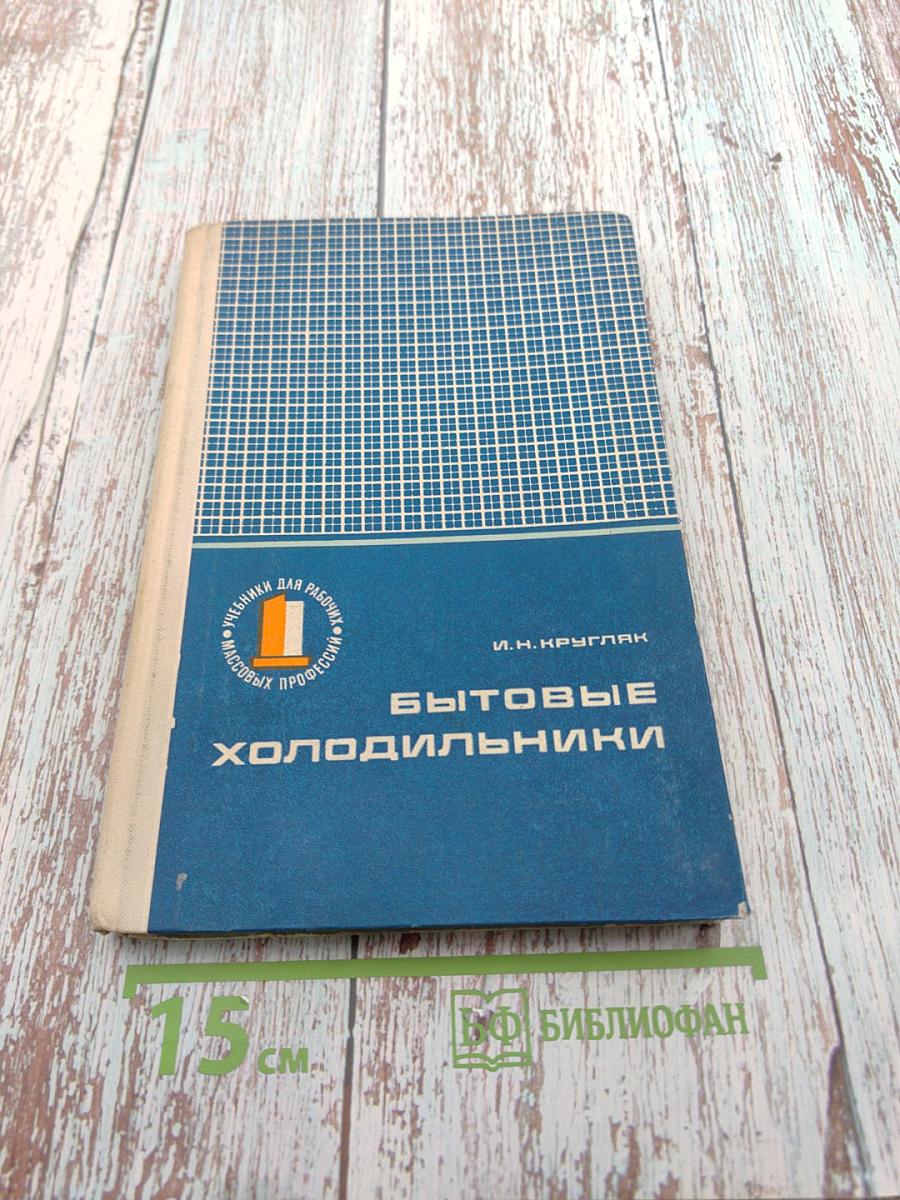 УЧЕБНИКИ ДЛЯ РАБОЧИХ
МАССОВЫХ ПРОФЕССИЙ
И.Н.КРУГЛЯК
БЫТОВЫЕ
ХОЛОДИЛЬНИКИ
15 см
БФ БИБЛИОФАН